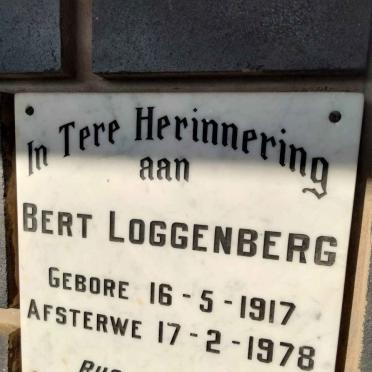 In Tere Herinnering
aan
BERT LOGGENBERG
GEBORE 16-5-1917
AFSTERWE 17-2-1978